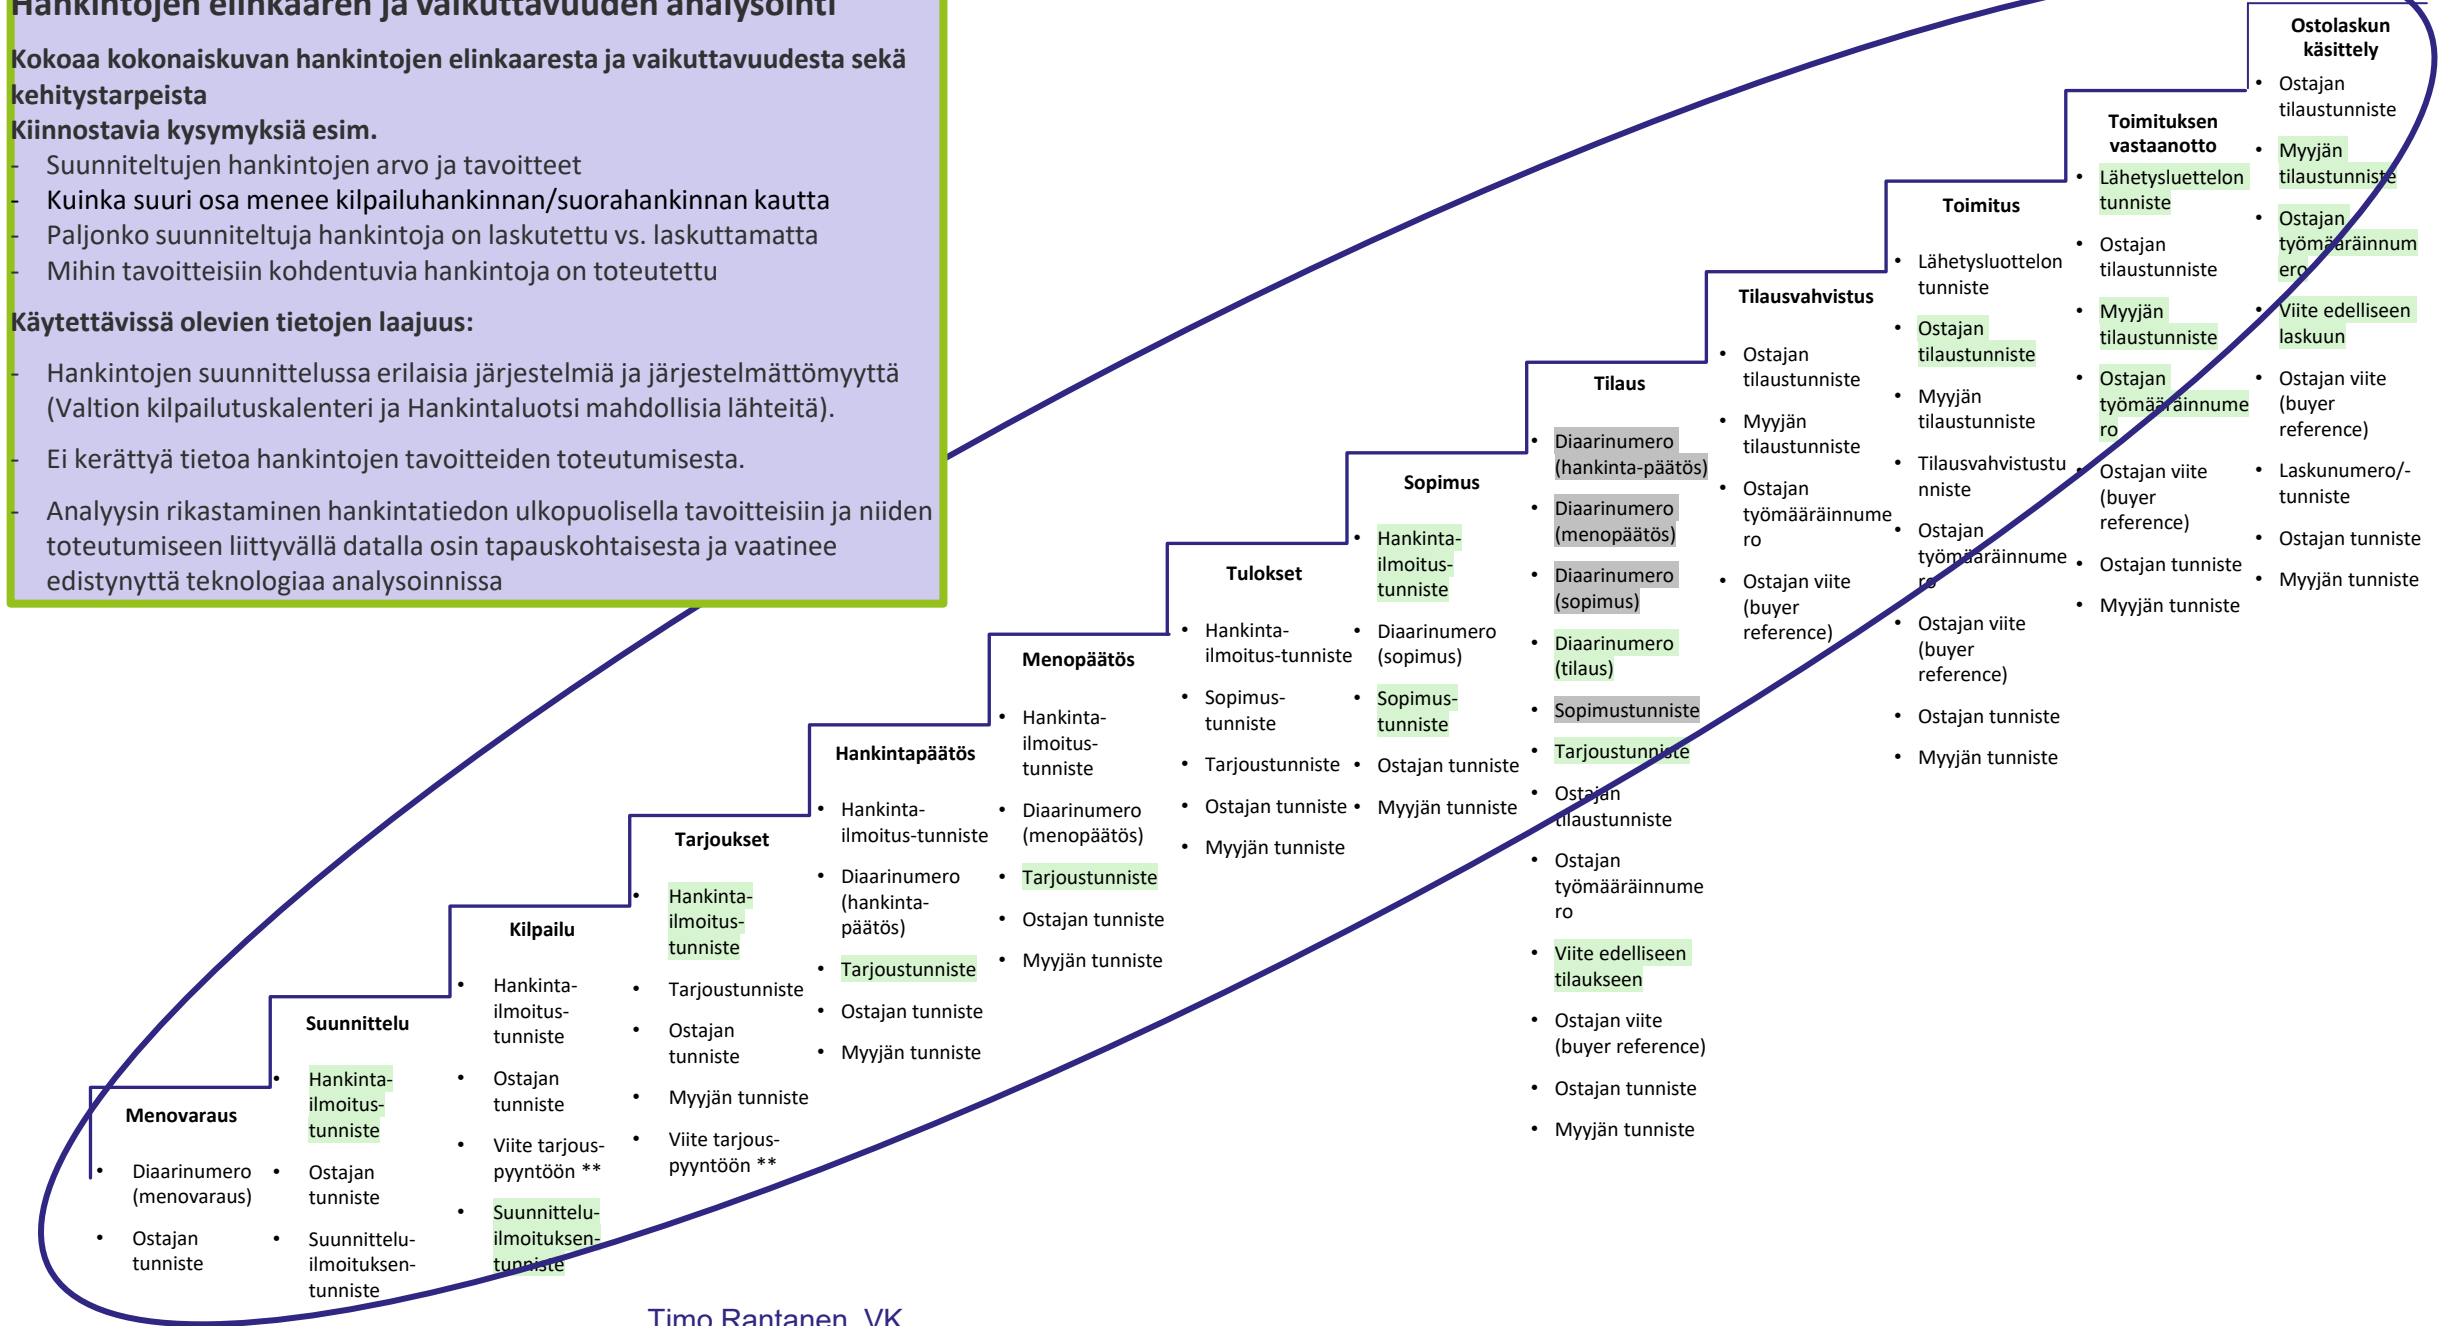 Hankintojen elinkaaren ja vaikuttavuuden analysointi
Kokoaa kokonaiskuvan hankintojen elinkaaresta ja vaikuttavuudesta sekä
kehitystarpeista
Kiinnostavia kysymyksiä esim.
- Suunniteltujen hankintojen arvo ja tavoitteet
- Kuinka suuri osa menee kilpailuhankinnan/suorahankinnan kautta
- Paljonko suunniteltuja hankintoja on laskutettu vs. laskuttamatta
- Mihin tavoitteisiin kohdentuvia hankintoja on toteutettu
Käytettävissä olevien tietojen laajuus:
- Hankintojen suunnittelussa erilaisia järjestelmiä ja järjestelmättömyyttä
(Valtion kilpailutuskalenteri ja Hankintaluotsi mahdollisia lähteitä).
- Ei kerättyä tietoa hankintojen tavoitteiden toteutumisesta.
- Analyysin rikastaminen hankintatiedon ulkopuolisella tavoitteisiin ja niiden
toteutumiseen liittyvällä datalla osin tapauskohtaisesta ja vaatinee
edistynyttä teknologiaa analysoinnissa
Menovaraus
• Diaarinumero
(menovaraus)
• Ostajan
tunniste
Suunnittelu
• Hankinta-
ilmoitus-
tunniste
• Ostajan
tunniste
• Suunnittelu-
ilmoituksen-
tunniste
Kilpailu
• Hankinta-
ilmoitus-
tunniste
• Ostajan
tunniste
• Viite tarjous-
pyyntöön **
• Suunnittelu-
ilmoituksen-
tunniste
Tarjoukset
• Hankinta-
ilmoitus-
tunniste
• Tarjoustunniste
• Ostajan
tunniste
• Myyjän tunniste
• Viite tarjous-
pyyntöön **
Hankintapäätös
• Hankinta-
ilmoitus-tunniste
• Diaarinumero
(hankinta-
päätös)
• Tarjoustunniste
• Ostajan tunniste
• Myyjän tunniste
Menopäätös
• Hankinta-
ilmoitus-
tunniste
• Diaarinumero
(menopäätös)
• Tarjoustunniste
• Ostajan tunniste
• Myyjän tunniste
Tulokset
• Hankinta-
ilmoitus-tunniste
• Sopimus-
tunniste
• Tarjoustunniste
• Ostajan tunniste
• Myyjän tunniste
Sopimus
• Hankinta-
ilmoitus-
tunniste
• Diaarinumero
(sopimus)
• Sopimus-
tunniste
• Ostajan tunniste
• Myyjän tunniste
Tilaus
• Diaarinumero
(hankinta-päätös)
• Diaarinumero
(menopäätös)
• Diaarinumero
(sopimus)
• Diaarinumero
(tilaus)
• Sopimustunniste
• Tarjoustunniste
• Ostajan
tilaustunniste
• Ostajan
työmääräinnume
ro
• Viite edelliseen
tilaukseen
• Ostajan viite
(buyer reference)
• Ostajan tunniste
• Myyjän tunniste
Tilausvahvistus
• Ostajan
tilaustunniste
• Myyjän
tilaustunniste
• Ostajan
työmääräinnume
ro
• Ostajan viite
(buyer
reference)
Toimitus
• Lähetysluottelon
tunniste
• Ostajan
tilaustunniste
• Myyjän
tilaustunniste
• Tilausvahvistustu
nniste
• Ostajan
työmääräinnume
ro
• Ostajan viite
(buyer
reference)
• Ostajan tunniste
• Myyjän tunniste
Toimituksen
vastaanotto
• Lähetysluettelon
tunniste
• Ostajan
tilaustunniste
• Myyjän
tilaustunniste
• Ostajan
työmääräinnume
ro
• Ostajan viite
(buyer
reference)
• Ostajan tunniste
• Myyjän tunniste
Ostolaskun
käsittely
• Ostajan
tilaustunniste
• Myyjän
tilaustunniste
• Ostajan
työmääräinnum
ero
• Viite edelliseen
laskuun
• Ostajan viite
(buyer
reference)
• Laskunumero/-
tunniste
• Ostajan tunniste
• Myyjän tunniste
Timo Rantanen, VK